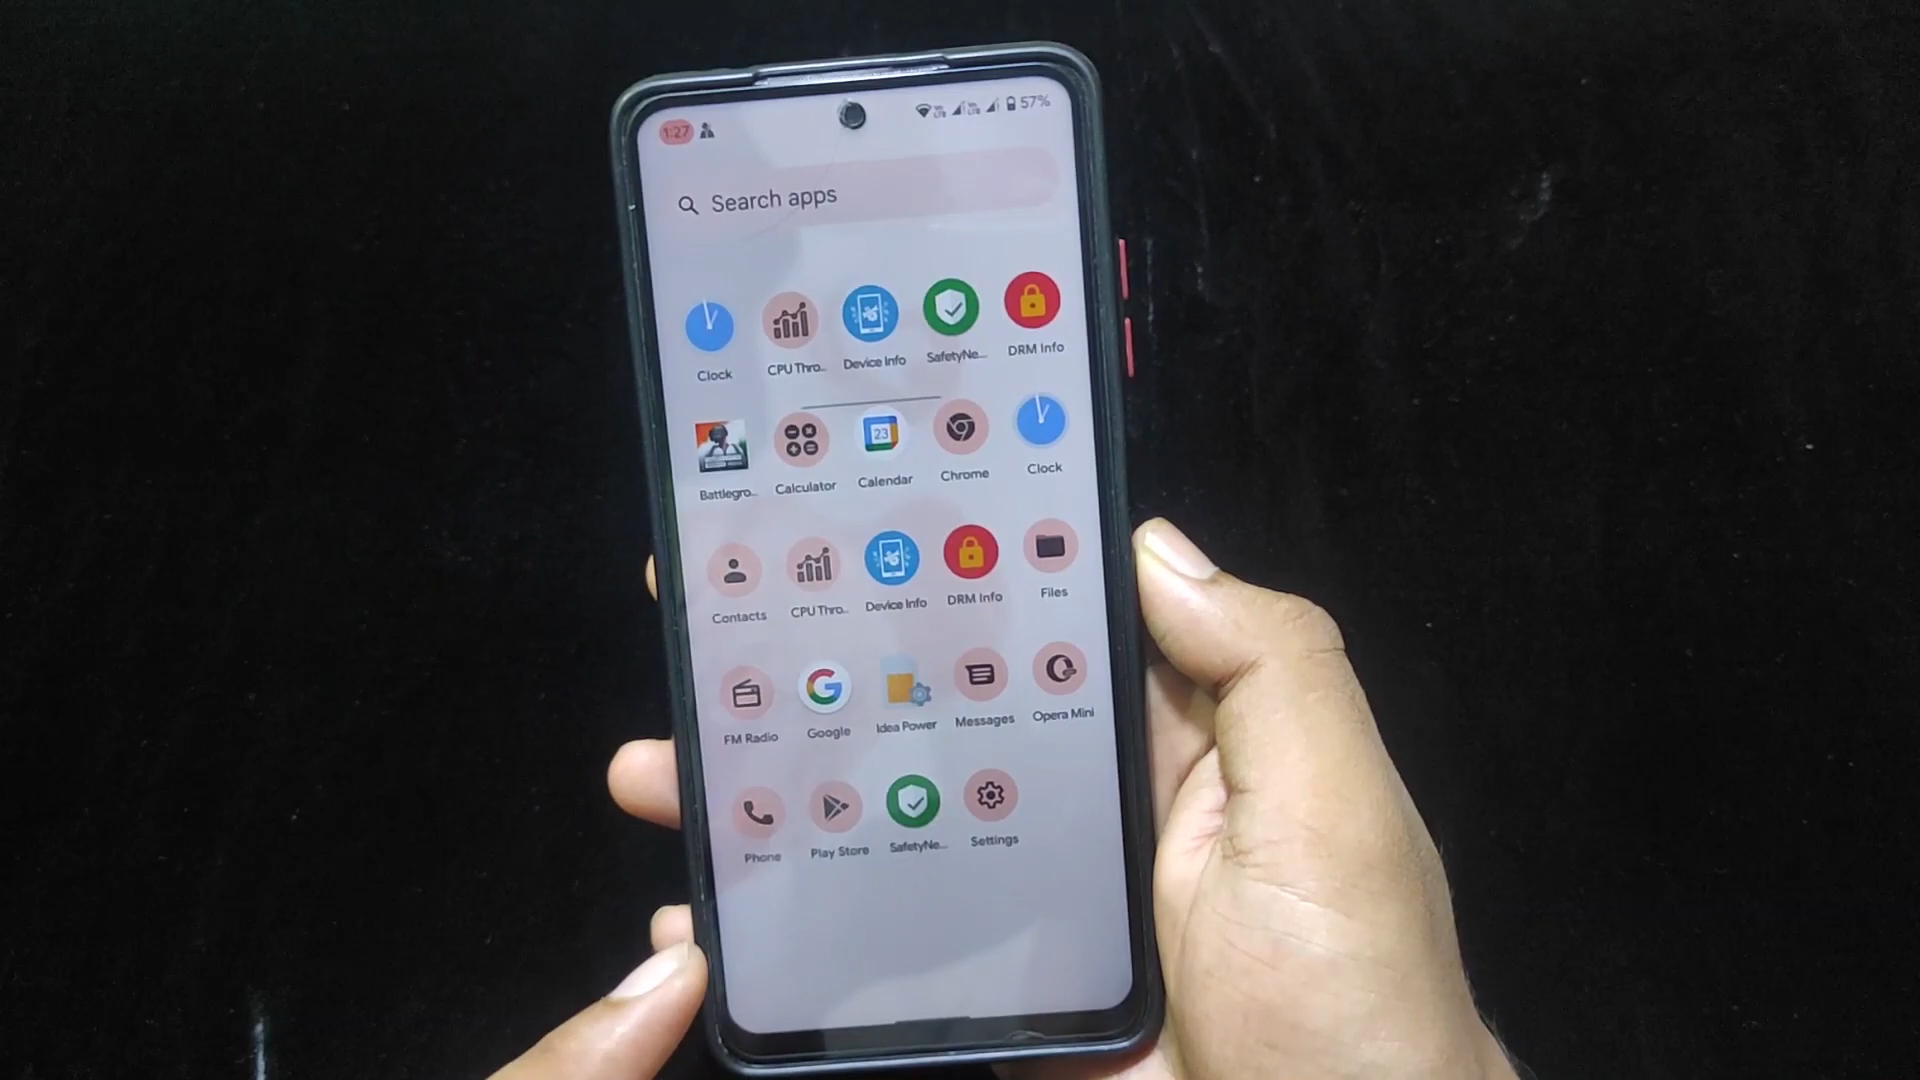 1:27 57%
Search apps
Clock CPU Thro... Device Info SafetyNe... DRM Info
Battlegro... Calculator Calendar Chrome Clock
23
Contacts CPU Thro... Device Info DRM Info Files
FM Radio Google Idea Power Messages Opera Mini
Phone Play Store SafetyNe... Settings